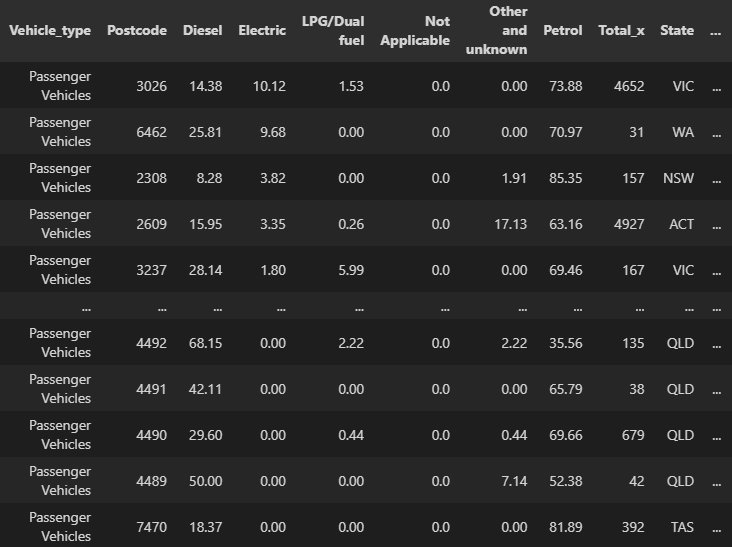 Vehicle_type Postcode Diesel Electric LPG/Dual fuel Not Applicable Other and unknown Petrol Total_x State ...
Passenger Vehicles 3026 14.38 10.12 1.53 0.0 0.00 73.88 4652 VIC ...
Passenger Vehicles 6462 25.81 9.68 0.00 0.0 0.00 70.97 31 WA ...
Passenger Vehicles 2308 8.28 3.82 0.00 0.0 1.91 85.35 157 NSW ...
Passenger Vehicles 2609 15.95 3.35 0.26 0.0 17.13 63.16 4927 ACT ...
Passenger Vehicles 3237 28.14 1.80 5.99 0.0 0.00 69.46 167 VIC ...
... ... ... ... ... ... ... ... ... ... ...
Passenger Vehicles 4492 68.15 0.00 2.22 0.0 2.22 35.56 135 QLD ...
Passenger Vehicles 4491 42.11 0.00 0.00 0.0 0.00 65.79 38 QLD ...
Passenger Vehicles 4490 29.60 0.00 0.44 0.0 0.44 69.66 679 QLD ...
Passenger Vehicles 4489 50.00 0.00 0.00 0.0 7.14 52.38 42 QLD ...
Passenger Vehicles 7470 18.37 0.00 0.00 0.0 0.00 81.89 392 TAS ...